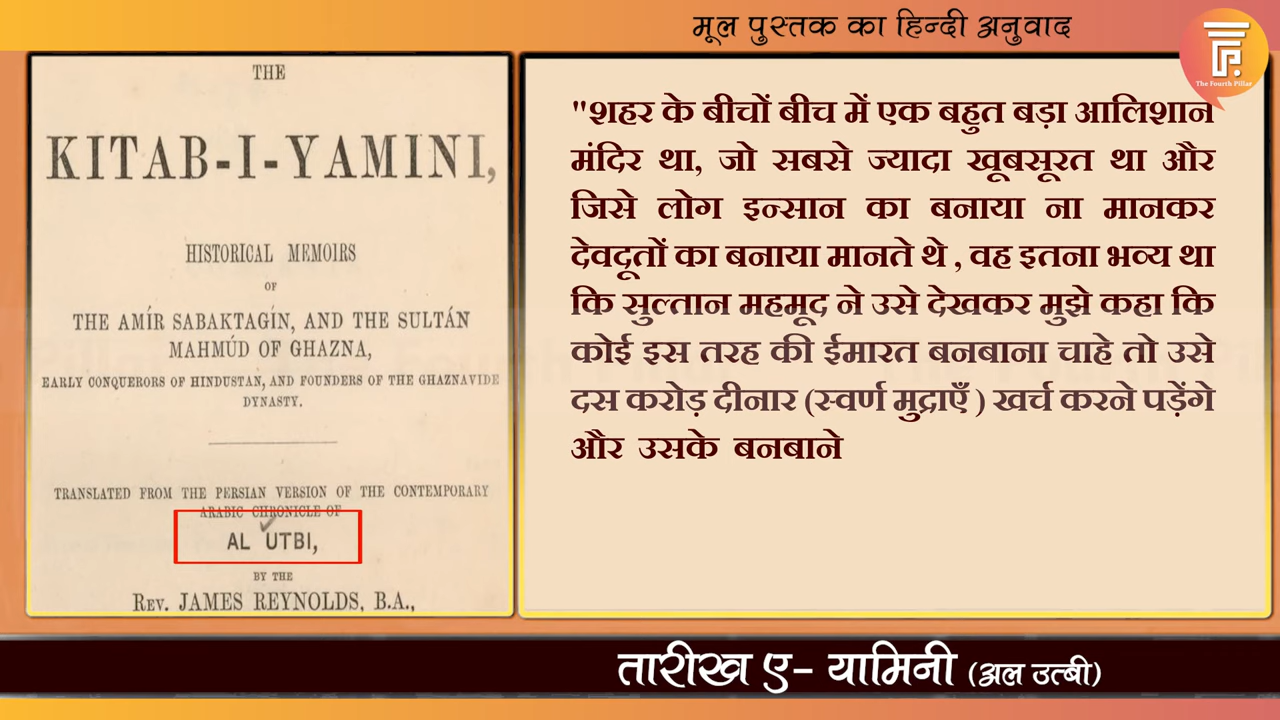 मूल पुस्तक का हिन्दी अनुवाद
The Fourth Pillar
THE
KITAB-I-YAMINI,
HISTORICAL MEMOIRS
OF
THE AMÍR SABAKTAGÍN, AND THE SULTÁN
MAHMÚD OF GHAZNA,
EARLY CONQUERORS OF HINDUSTAN, AND FOUNDERS OF THE GHAZNAVIDE
DYNASTY.
TRANSLATED FROM THE PERSIAN VERSION OF THE CONTEMPORARY
ARABIC CHRONICLE OF
AL UTBI,
BY THE
REV. JAMES REYNOLDS, B.A.,
"शहर के बीचों बीच में एक बहुत बड़ा आलिशान
मंदिर था, जो सबसे ज्यादा खूबसूरत था और
जिसे लोग इन्सान का बनाया ना मानकर
देवदूतों का बनाया मानते थे , वह इतना भव्य था
कि सुल्तान महमूद ने उसे देखकर मुझे कहा कि
कोई इस तरह की ईमारत बनबाना चाहे तो उसे
दस करोड़ दीनार (स्वर्ण मुद्राएँ ) खर्च करने पड़ेंगे
और उसके बनबाने
तारीख ए- यामिनी (अल उत्बी)